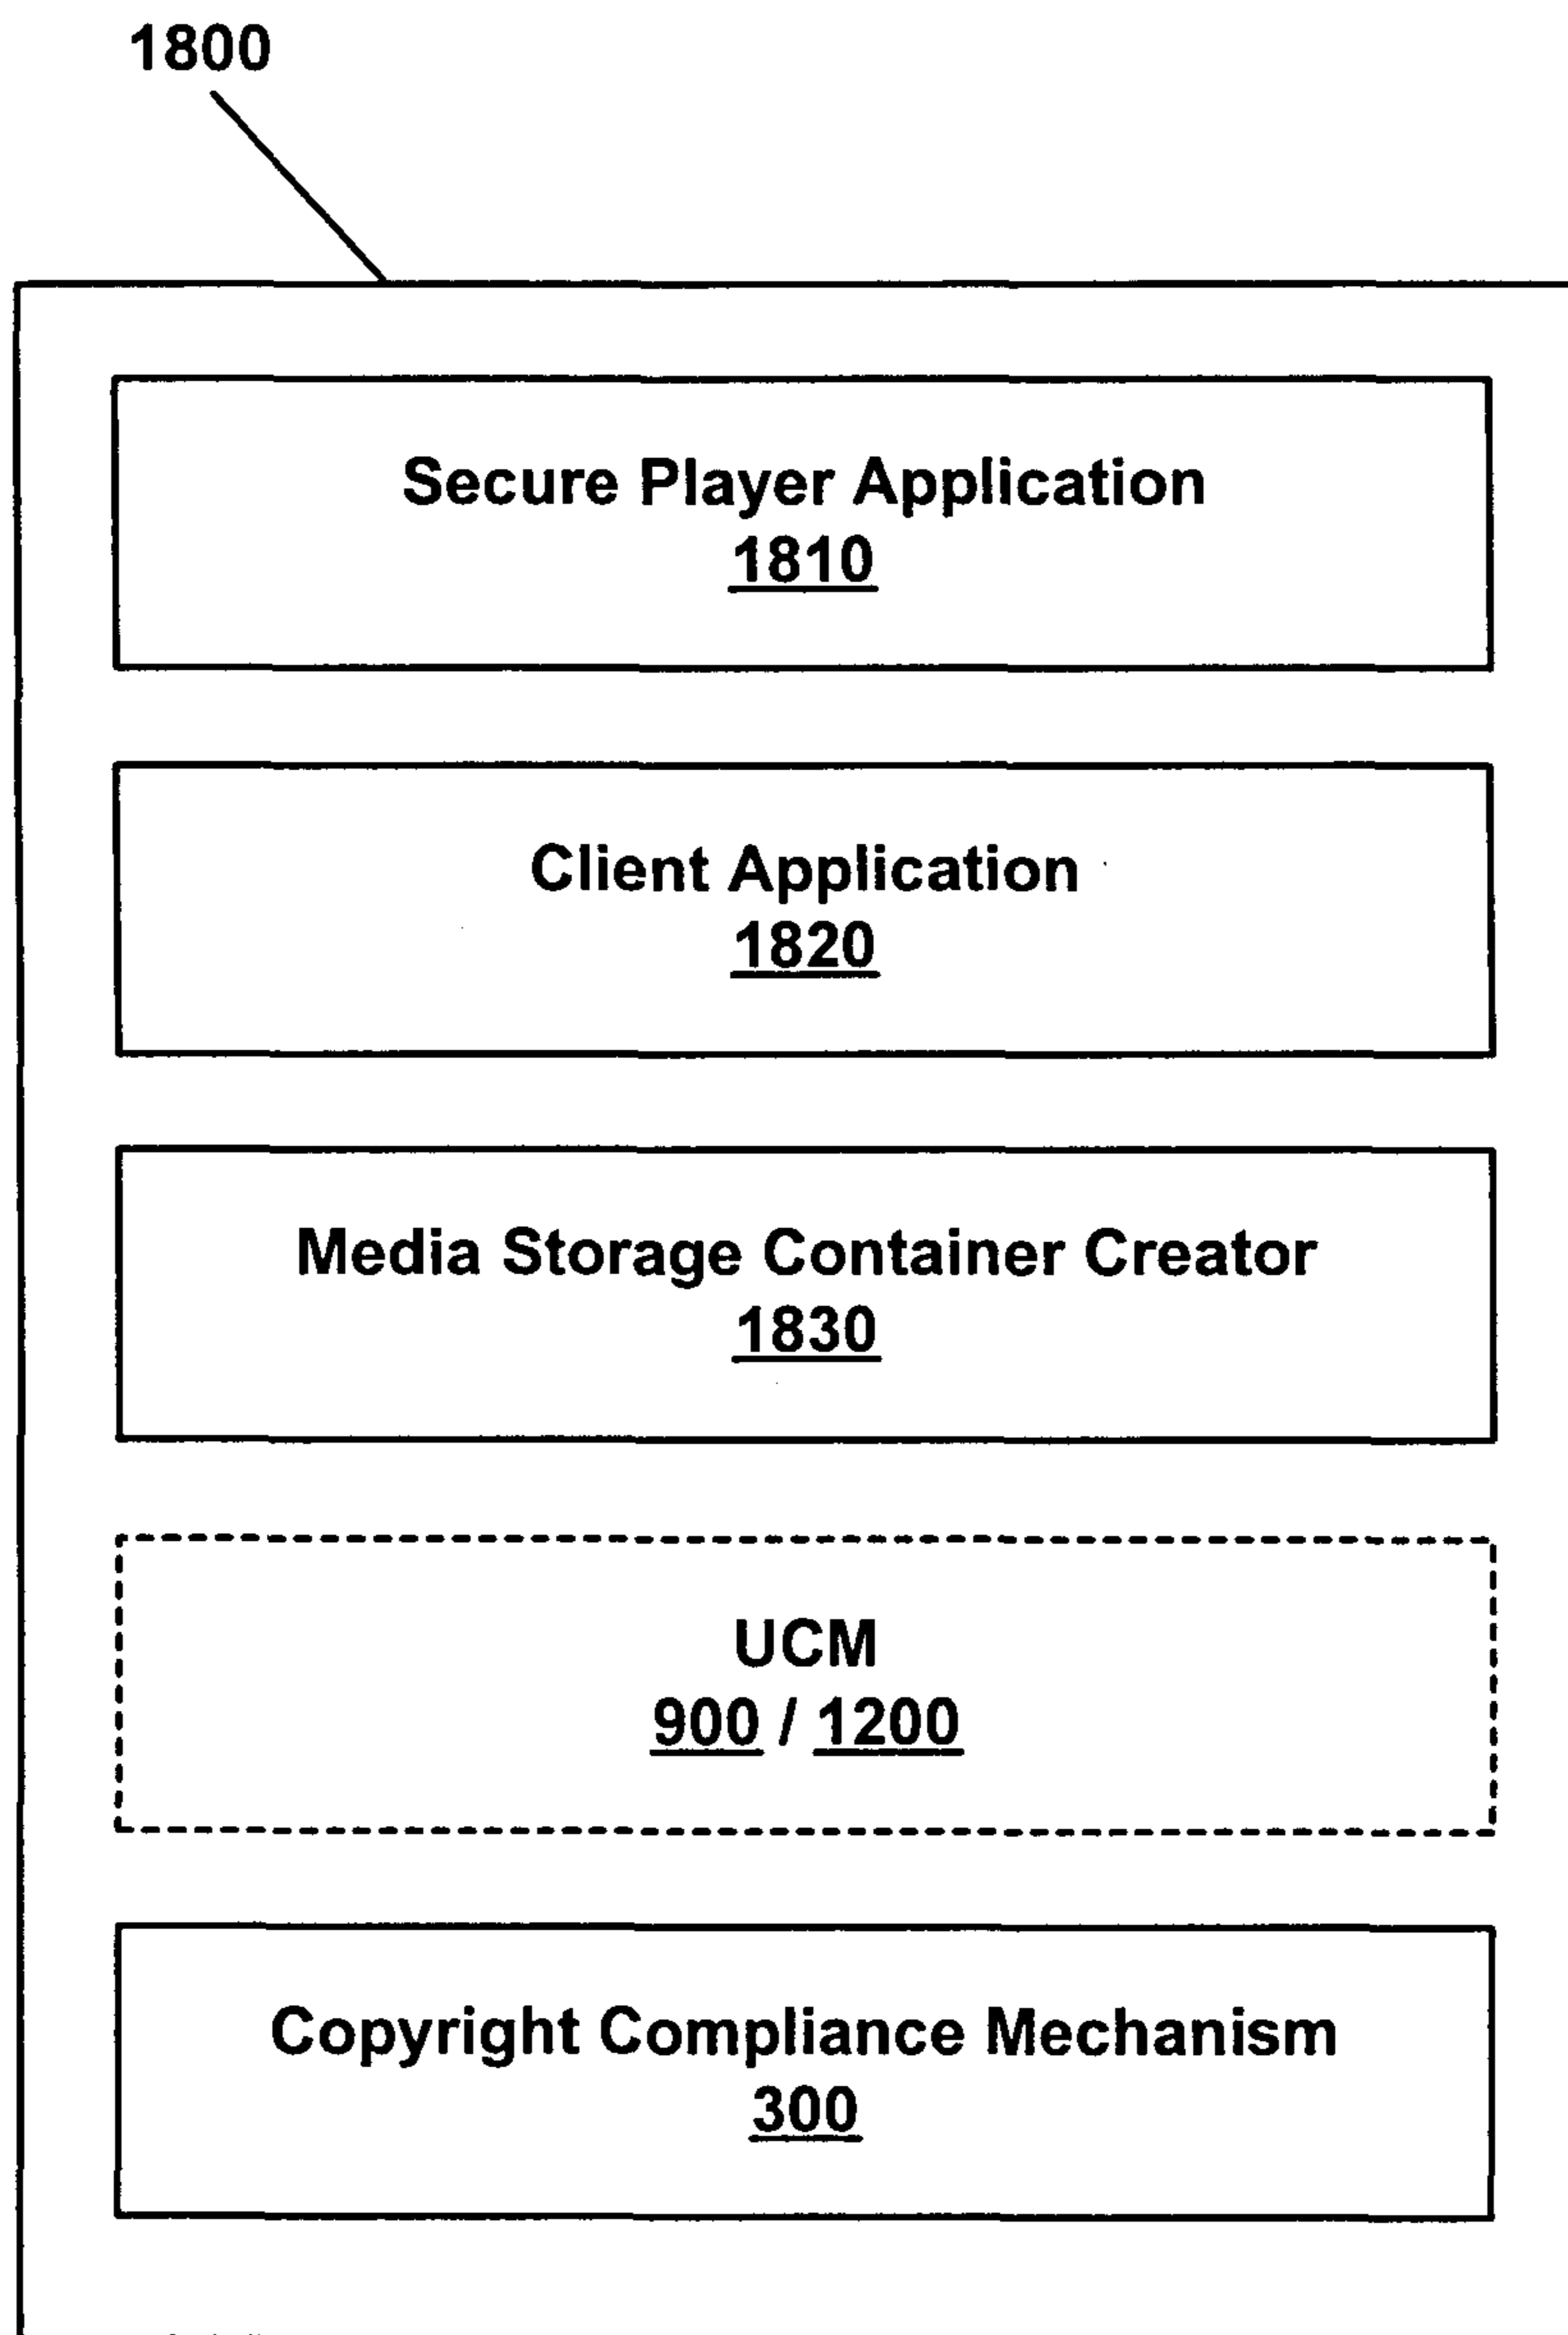 1800
Secure Player Application
1810
Client Application
1820
Media Storage Container Creator
1830
UCM
900 / 1200
Copyright Compliance Mechanism
300